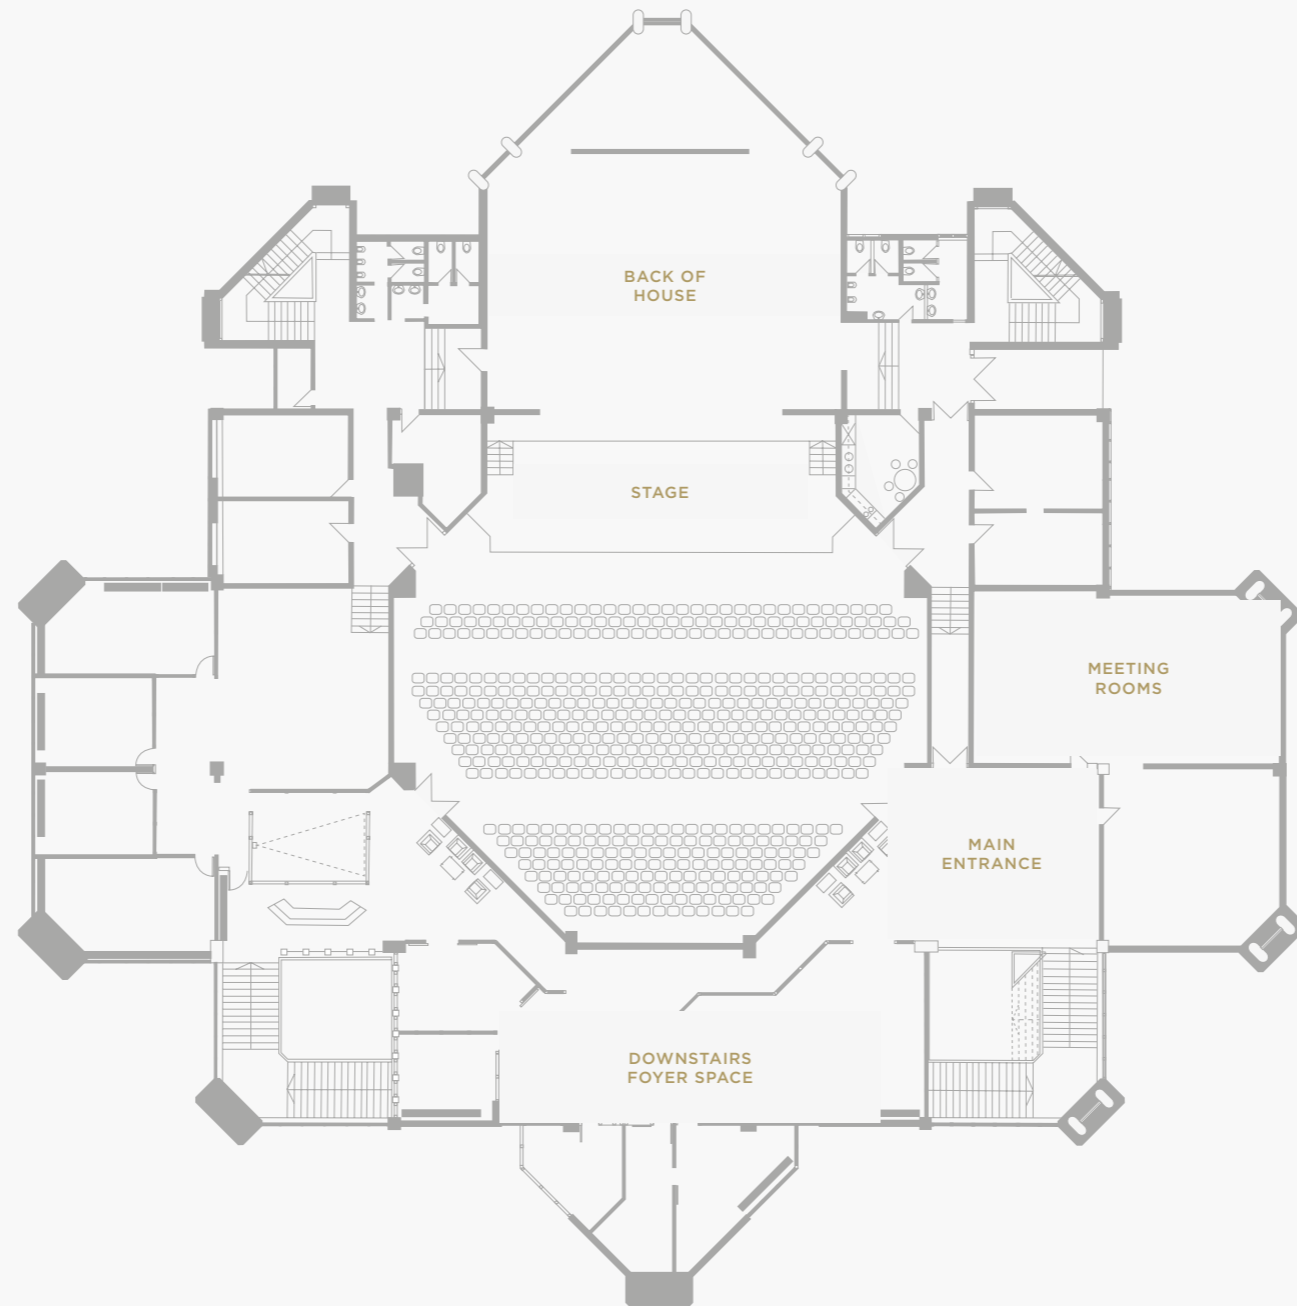 BACK OF
HOUSE
STAGE
MEETING
ROOMS
MAIN
ENTRANCE
DOWNSTAIRS
FOYER SPACE